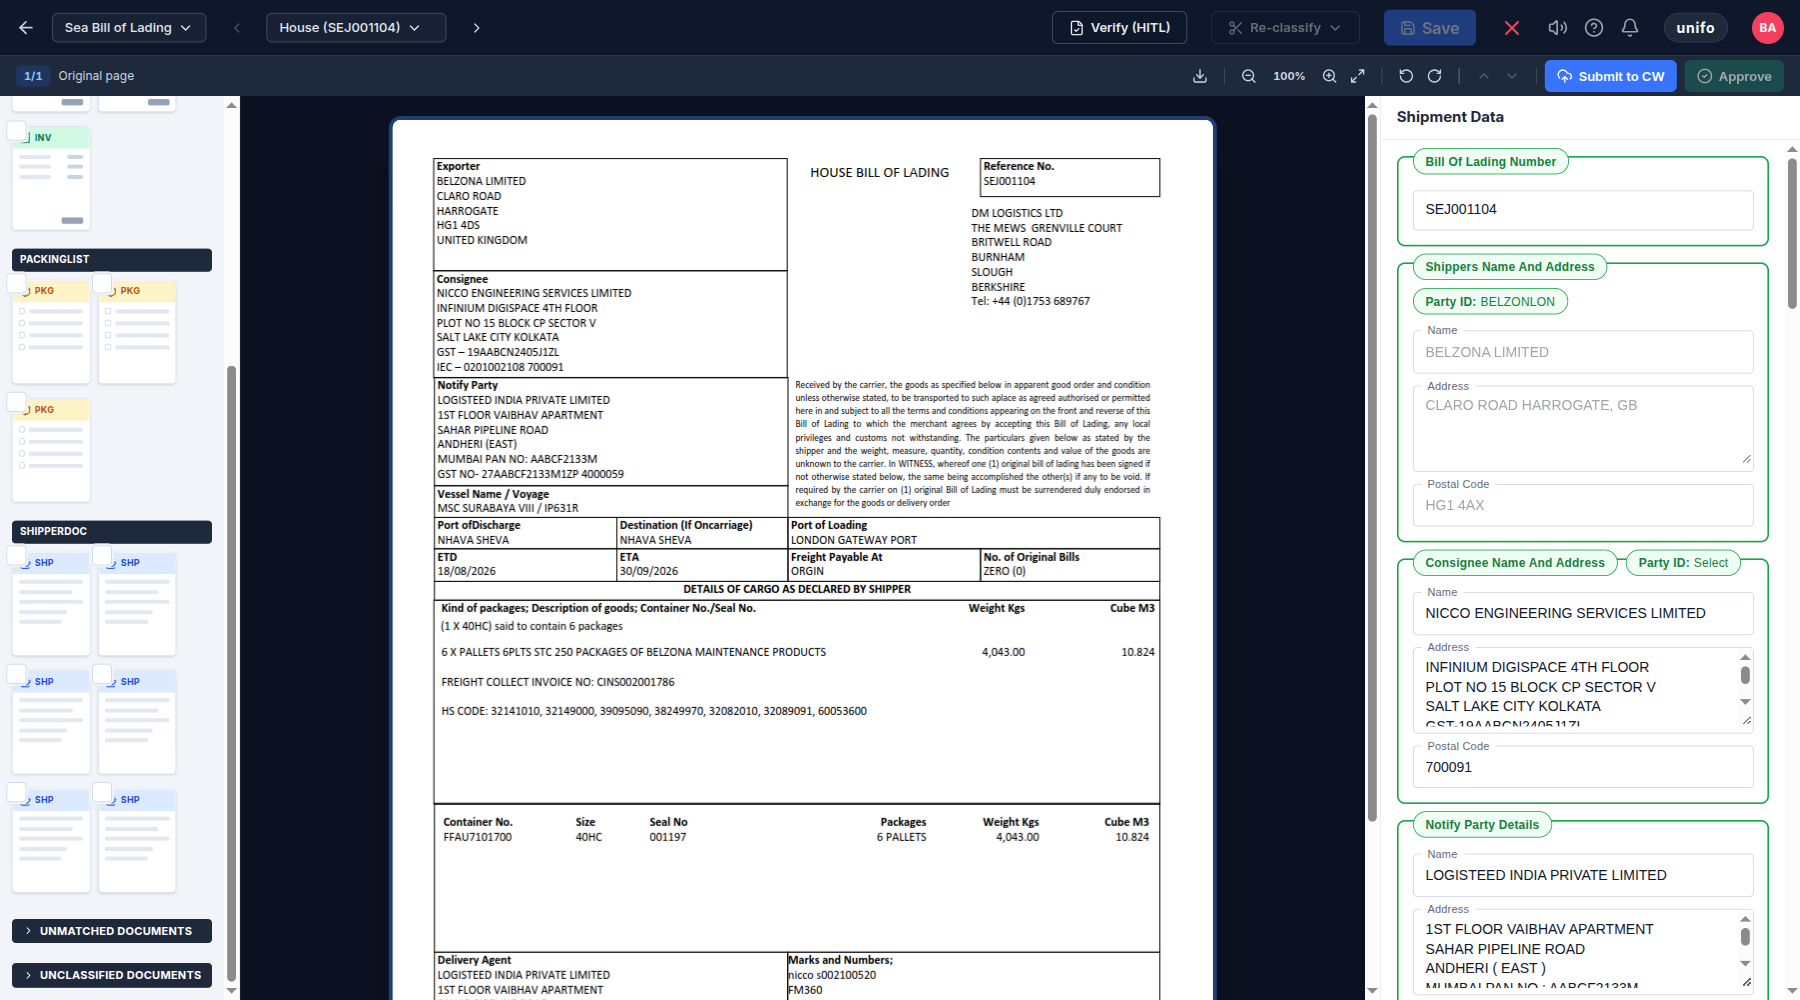 Sea Bill of Lading
House (SEJ001104)
Verify (HITL)
Re-classify
Save
unifo
BA
1/1
Original page
100%
Submit to CW
Approve
INV
PACKINGLIST
PKG
PKG
PKG
SHIPPERDOC
SHP
SHP
SHP
SHP
SHP
SHP
UNMATCHED DOCUMENTS
UNCLASSIFIED DOCUMENTS
Exporter
BELZONA LIMITED
CLARO ROAD
HARROGATE
HG1 4DS
UNITED KINGDOM
HOUSE BILL OF LADING
Reference No.
SEJ001104
DM LOGISTICS LTD
THE MEWS GRENVILLE COURT
BRITWELL ROAD
BURNHAM
SLOUGH
BERKSHIRE
Tel: +44 (0)1753 689767
Consignee
NICCO ENGINEERING SERVICES LIMITED
INFINIUM DIGISPACE 4TH FLOOR
PLOT NO 15 BLOCK CP SECTOR V
SALT LAKE CITY KOLKATA
GST – 19AABCN2405J1ZL
IEC – 0201002108 700091
Notify Party
LOGISTEED INDIA PRIVATE LIMITED
1ST FLOOR VAIBHAV APARTMENT
SAHAR PIPELINE ROAD
ANDHERI (EAST)
MUMBAI PAN NO: AABCF2133M
GST NO- 27AABCF2133M1ZP 4000059
Received by the carrier, the goods as specified below in apparent good order and condition
unless otherwise stated, to be transported to such aplace as agreed authorised or permitted
here in and subject to all the terms and conditions appearing on the front and reverse of this
Bill of Lading to which the merchant agrees by accepting this Bill of Lading, any local
privileges and customs not withstanding. The particulars given below as stated by the
shipper and the weight, measure, quantity, condition contents and value of the goods are
unknown to the carrier. In WITNESS, whereof one (1) original bill of lading has been signed if
not otherwise stated below, the same being accomplished the other(s) if any to be void. If
required by the carrier on (1) original Bill of Lading must be surrendered duly endorsed in
exchange for the goods or delivery order
Vessel Name / Voyage
MSC SURABAYA VIII / IP631R
Port ofDischarge
NHAVA SHEVA
Destination (If Oncarriage)
NHAVA SHEVA
Port of Loading
LONDON GATEWAY PORT
ETD
18/08/2026
ETA
30/09/2026
Freight Payable At
ORGIN
No. of Original Bills
ZERO (0)
DETAILS OF CARGO AS DECLARED BY SHIPPER
Kind of packages; Description of goods; Container No./Seal No. Weight Kgs Cube M3
(1 X 40HC) said to contain 6 packages
6 X PALLETS 6PLTS STC 250 PACKAGES OF BELZONA MAINTENANCE PRODUCTS 4,043.00 10.824
FREIGHT COLLECT INVOICE NO: CINS002001786
HS CODE: 32141010, 32149000, 39095090, 38249970, 32082010, 32089091, 60053600
Container No. Size Seal No Packages Weight Kgs Cube M3
FFAU7101700 40HC 001197 6 PALLETS 4,043.00 10.824
Delivery Agent
LOGISTEED INDIA PRIVATE LIMITED
1ST FLOOR VAIBHAV APARTMENT
Marks and Numbers;
nicco s002100520
FM360
Shipment Data
Bill Of Lading Number
SEJ001104
Shippers Name And Address
Party ID: BELZONLON
Name
BELZONA LIMITED
Address
CLARO ROAD HARROGATE, GB
Postal Code
HG1 4AX
Consignee Name And Address
Party ID: Select
Name
NICCO ENGINEERING SERVICES LIMITED
Address
INFINIUM DIGISPACE 4TH FLOOR
PLOT NO 15 BLOCK CP SECTOR V
SALT LAKE CITY KOLKATA
GST-19AABCN2405J1ZL
Postal Code
700091
Notify Party Details
Name
LOGISTEED INDIA PRIVATE LIMITED
Address
1ST FLOOR VAIBHAV APARTMENT
SAHAR PIPELINE ROAD
ANDHERI ( EAST )
MUMBAI PAN NO : AABCF2133M